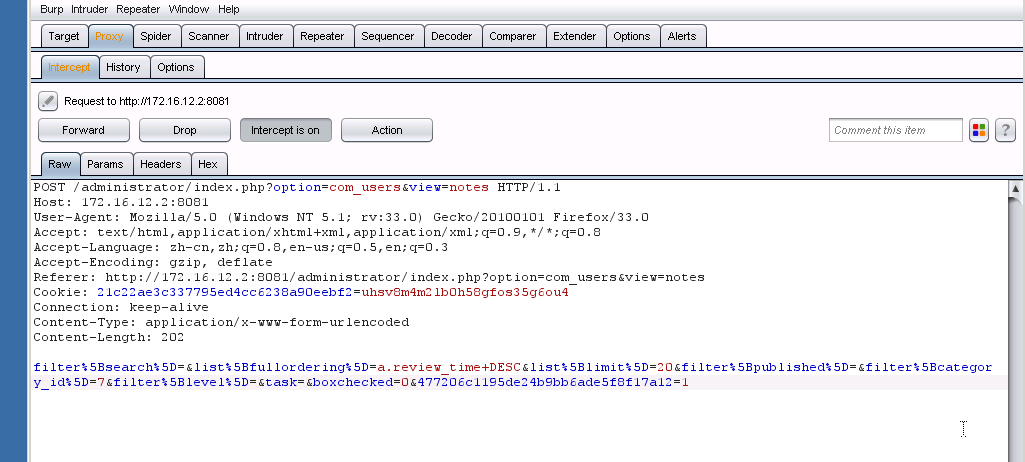 Burp Intruder Repeater Window Help
Target Proxy Spider Scanner Intruder Repeater Sequencer Decoder Comparer Extender Options Alerts
Intercept History Options
Request to http://172.16.12.2:8081
Forward Drop Intercept is on Action Comment this item ?
Raw Params Headers Hex
POST /administrator/index.php?option=com_users&view=notes HTTP/1.1
Host: 172.16.12.2:8081
User-Agent: Mozilla/5.0 (Windows NT 5.1; rv:33.0) Gecko/20100101 Firefox/33.0
Accept: text/html,application/xhtml+xml,application/xml;q=0.9,*/*;q=0.8
Accept-Language: zh-cn,zh;q=0.8,en-us;q=0.5,en;q=0.3
Accept-Encoding: gzip, deflate
Referer: http://172.16.12.2:8081/administrator/index.php?option=com_users&view=notes
Cookie: 21c22ae3c337795ed4cc6238a90eebf2=uhsv8m4m21b0h58gfos35g6ou4
Connection: keep-alive
Content-Type: application/x-www-form-urlencoded
Content-Length: 202
filter%5Bsearch%5D=&list%5Bfullordering%5D=a.review_time+DESC&list%5Blimit%5D=20&filter%5Bpublished%5D=&filter%5Bcategor
y_id%5D=7&filter%5Blevel%5D=&task=&boxchecked=0&477206c1195de24b9bb6ade5f8f17a12=1